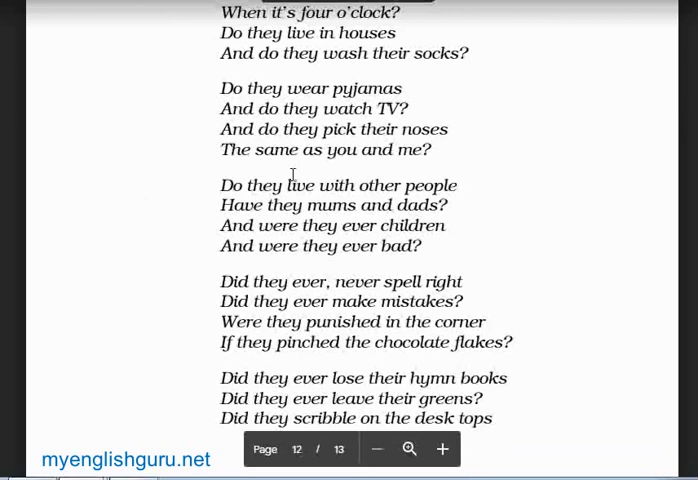 When it's four o'clock?
Do they live in houses
And do they wash their socks?
Do they wear pyjamas
And do they watch TV?
And do they pick their noses
The same as you and me?
Do they live with other people
Have they mums and dads?
And were they ever children
And were they ever bad?
Did they ever, never spell right
Did they ever make mistakes?
Were they punished in the corner
If they pinched the chocolate flakes?
Did they ever lose their hymn books
Did they ever leave their greens?
Did they scribble on the desk tops
Page 12 / 13
myenglishguru.net